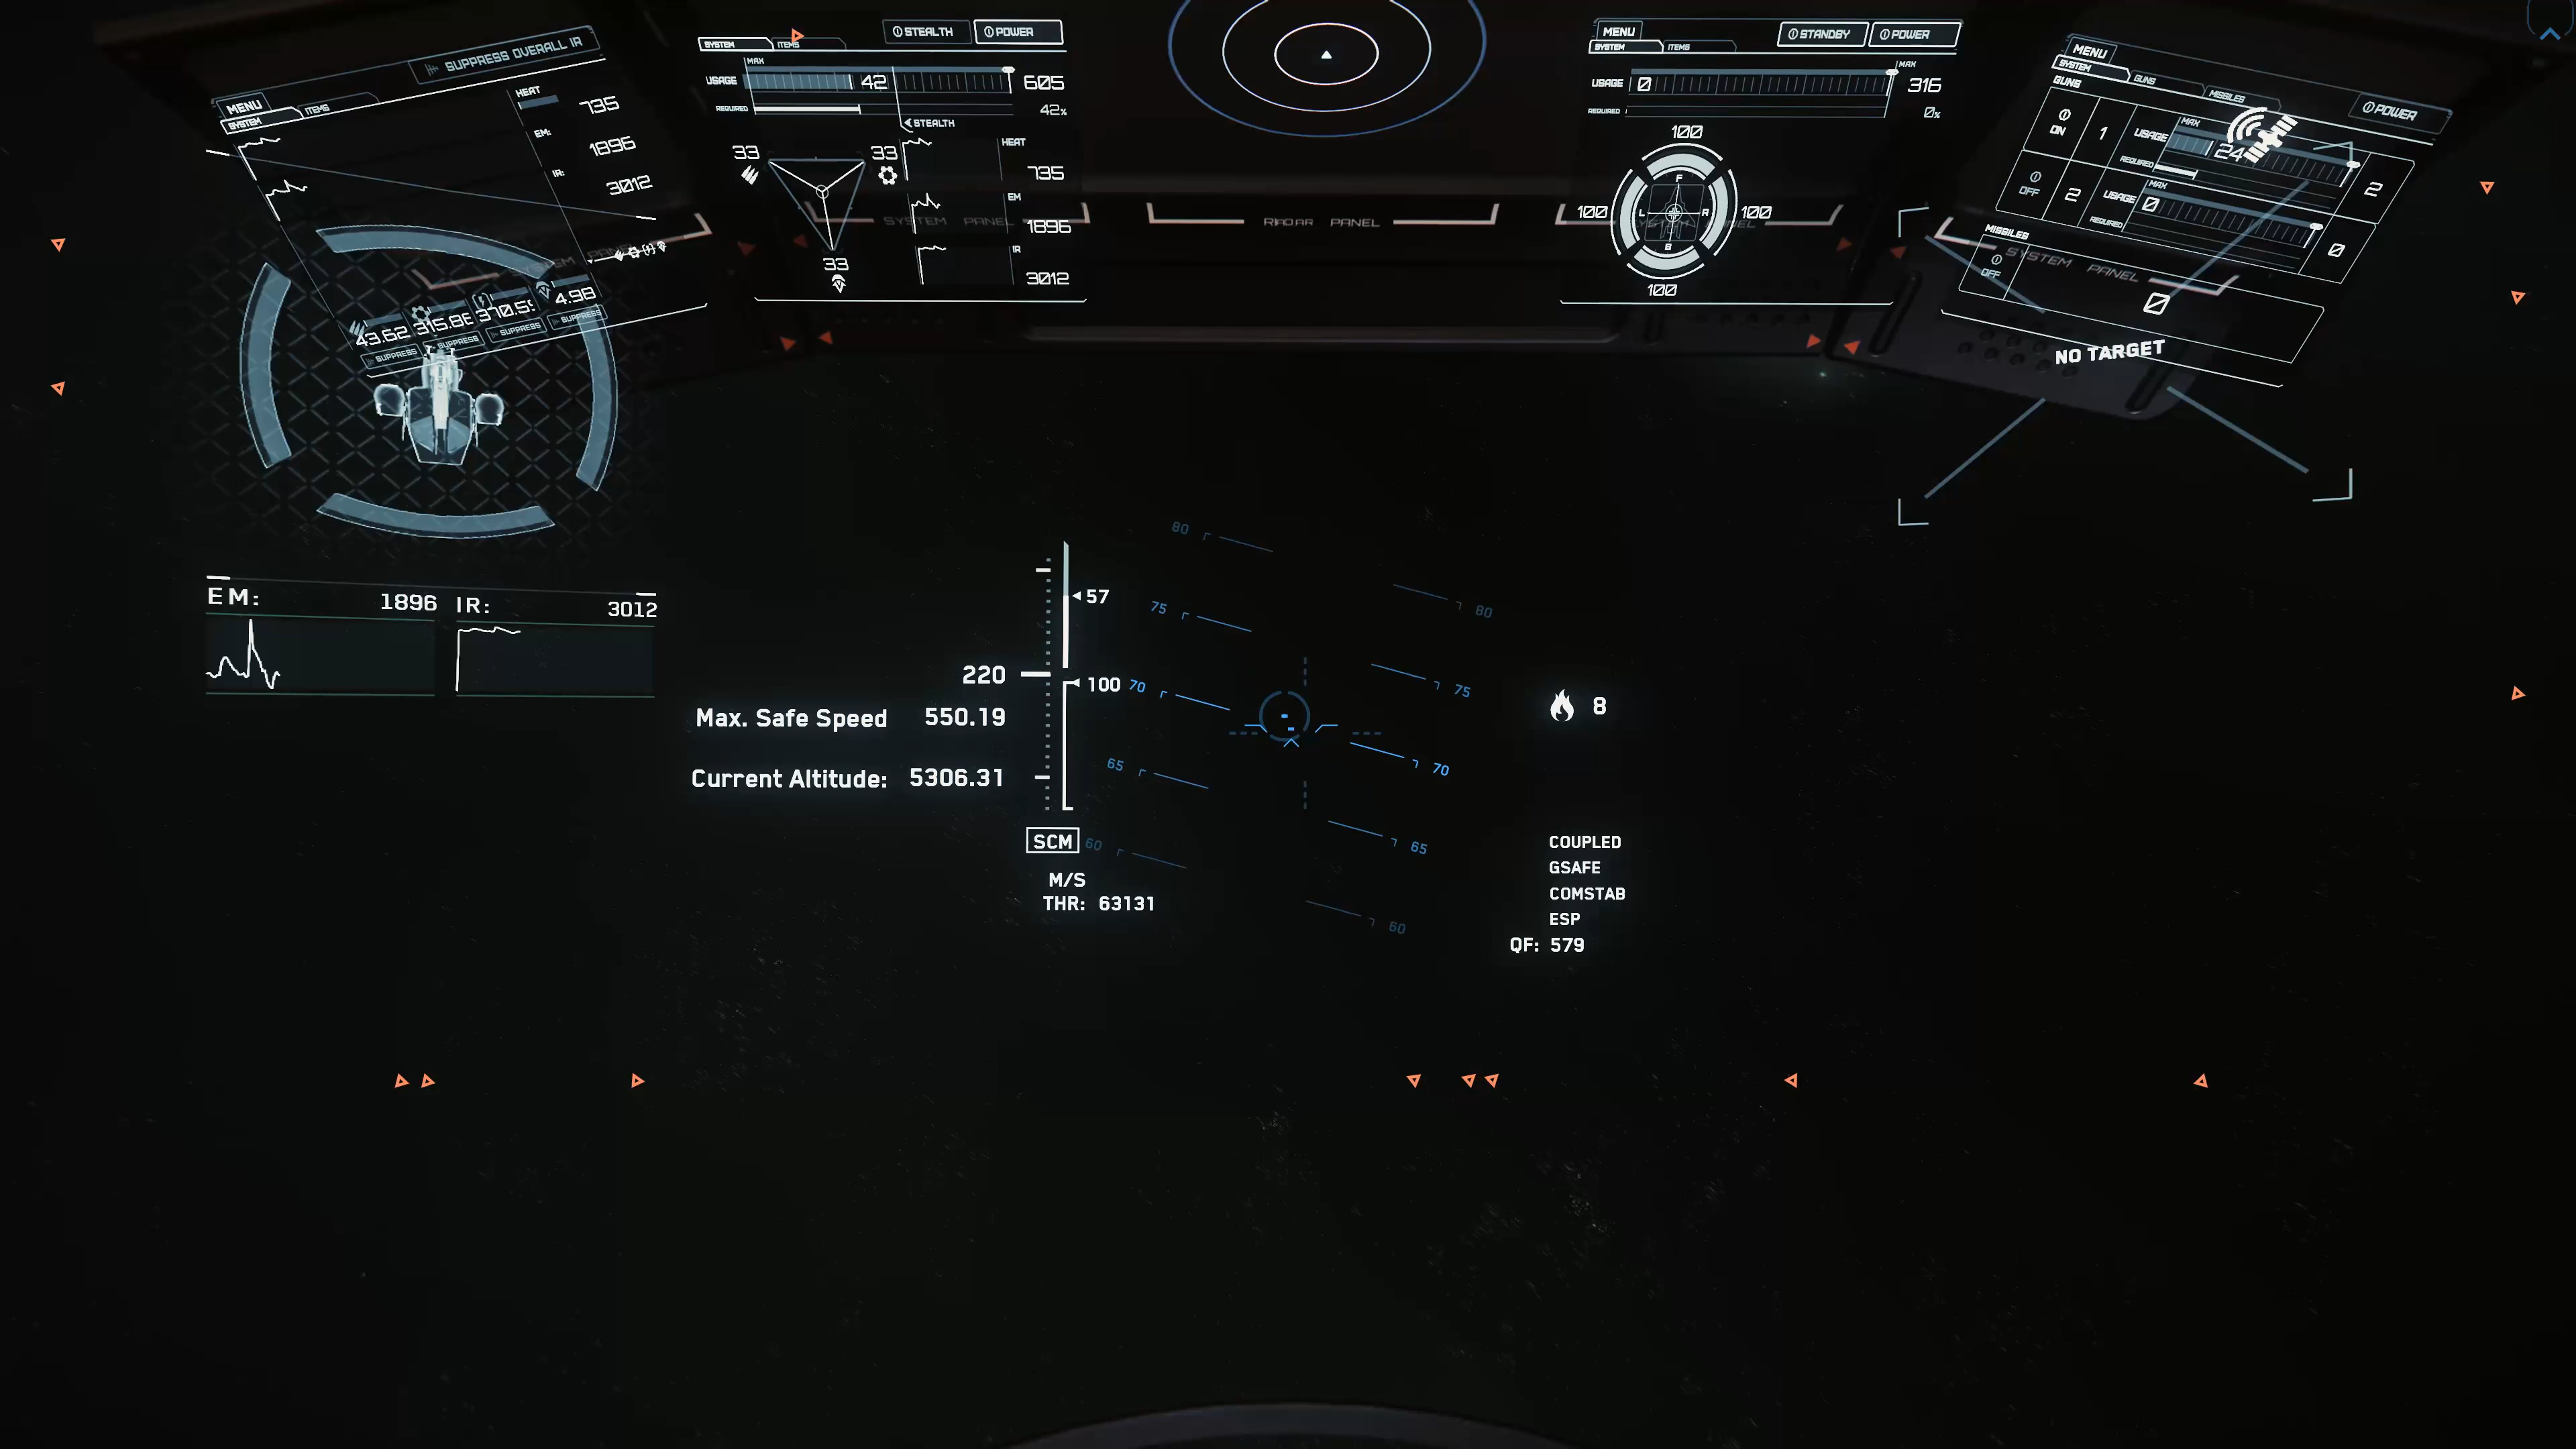 SUPPRESS OVERALL IR
MENU
SYSTEM
ITEMS
HEAT
735
EM:
1896
IR:
3012
43.62
315.88
370.5
4.98
SUPPRESS
SUPPRESS
SUPPRESS
SUPPRESS
STEALTH
POWER
SYSTEM
ITEMS
MAX
USAGE
42
605
REQUIRED
42%
STEALTH
33
33
33
HEAT
735
EM
1896
IR
3012
SYSTEM PANEL
RADAR PANEL
MENU
STANDBY
POWER
SYSTEM
ITEMS
MAX
USAGE
0
316
REQUIRED
0%
100
100
100
100
F
L
R
B
MENU
SYSTEM
GUNS
MISSILES
POWER
GUNS
ON
1
USAGE
MAX
24
REQUIRED
2
OFF
2
USAGE
MAX
0
REQUIRED
0
MISSILES
OFF
0
SYSTEM PANEL
NO TARGET
EM: 1896
IR: 3012
57
220
100
Max. Safe Speed 550.19
Current Altitude: 5306.31
SCM
M/S
THR: 63131
80
80
75
75
70
70
65
65
60
60
8
COUPLED
GSAFE
COMSTAB
ESP
QF: 579